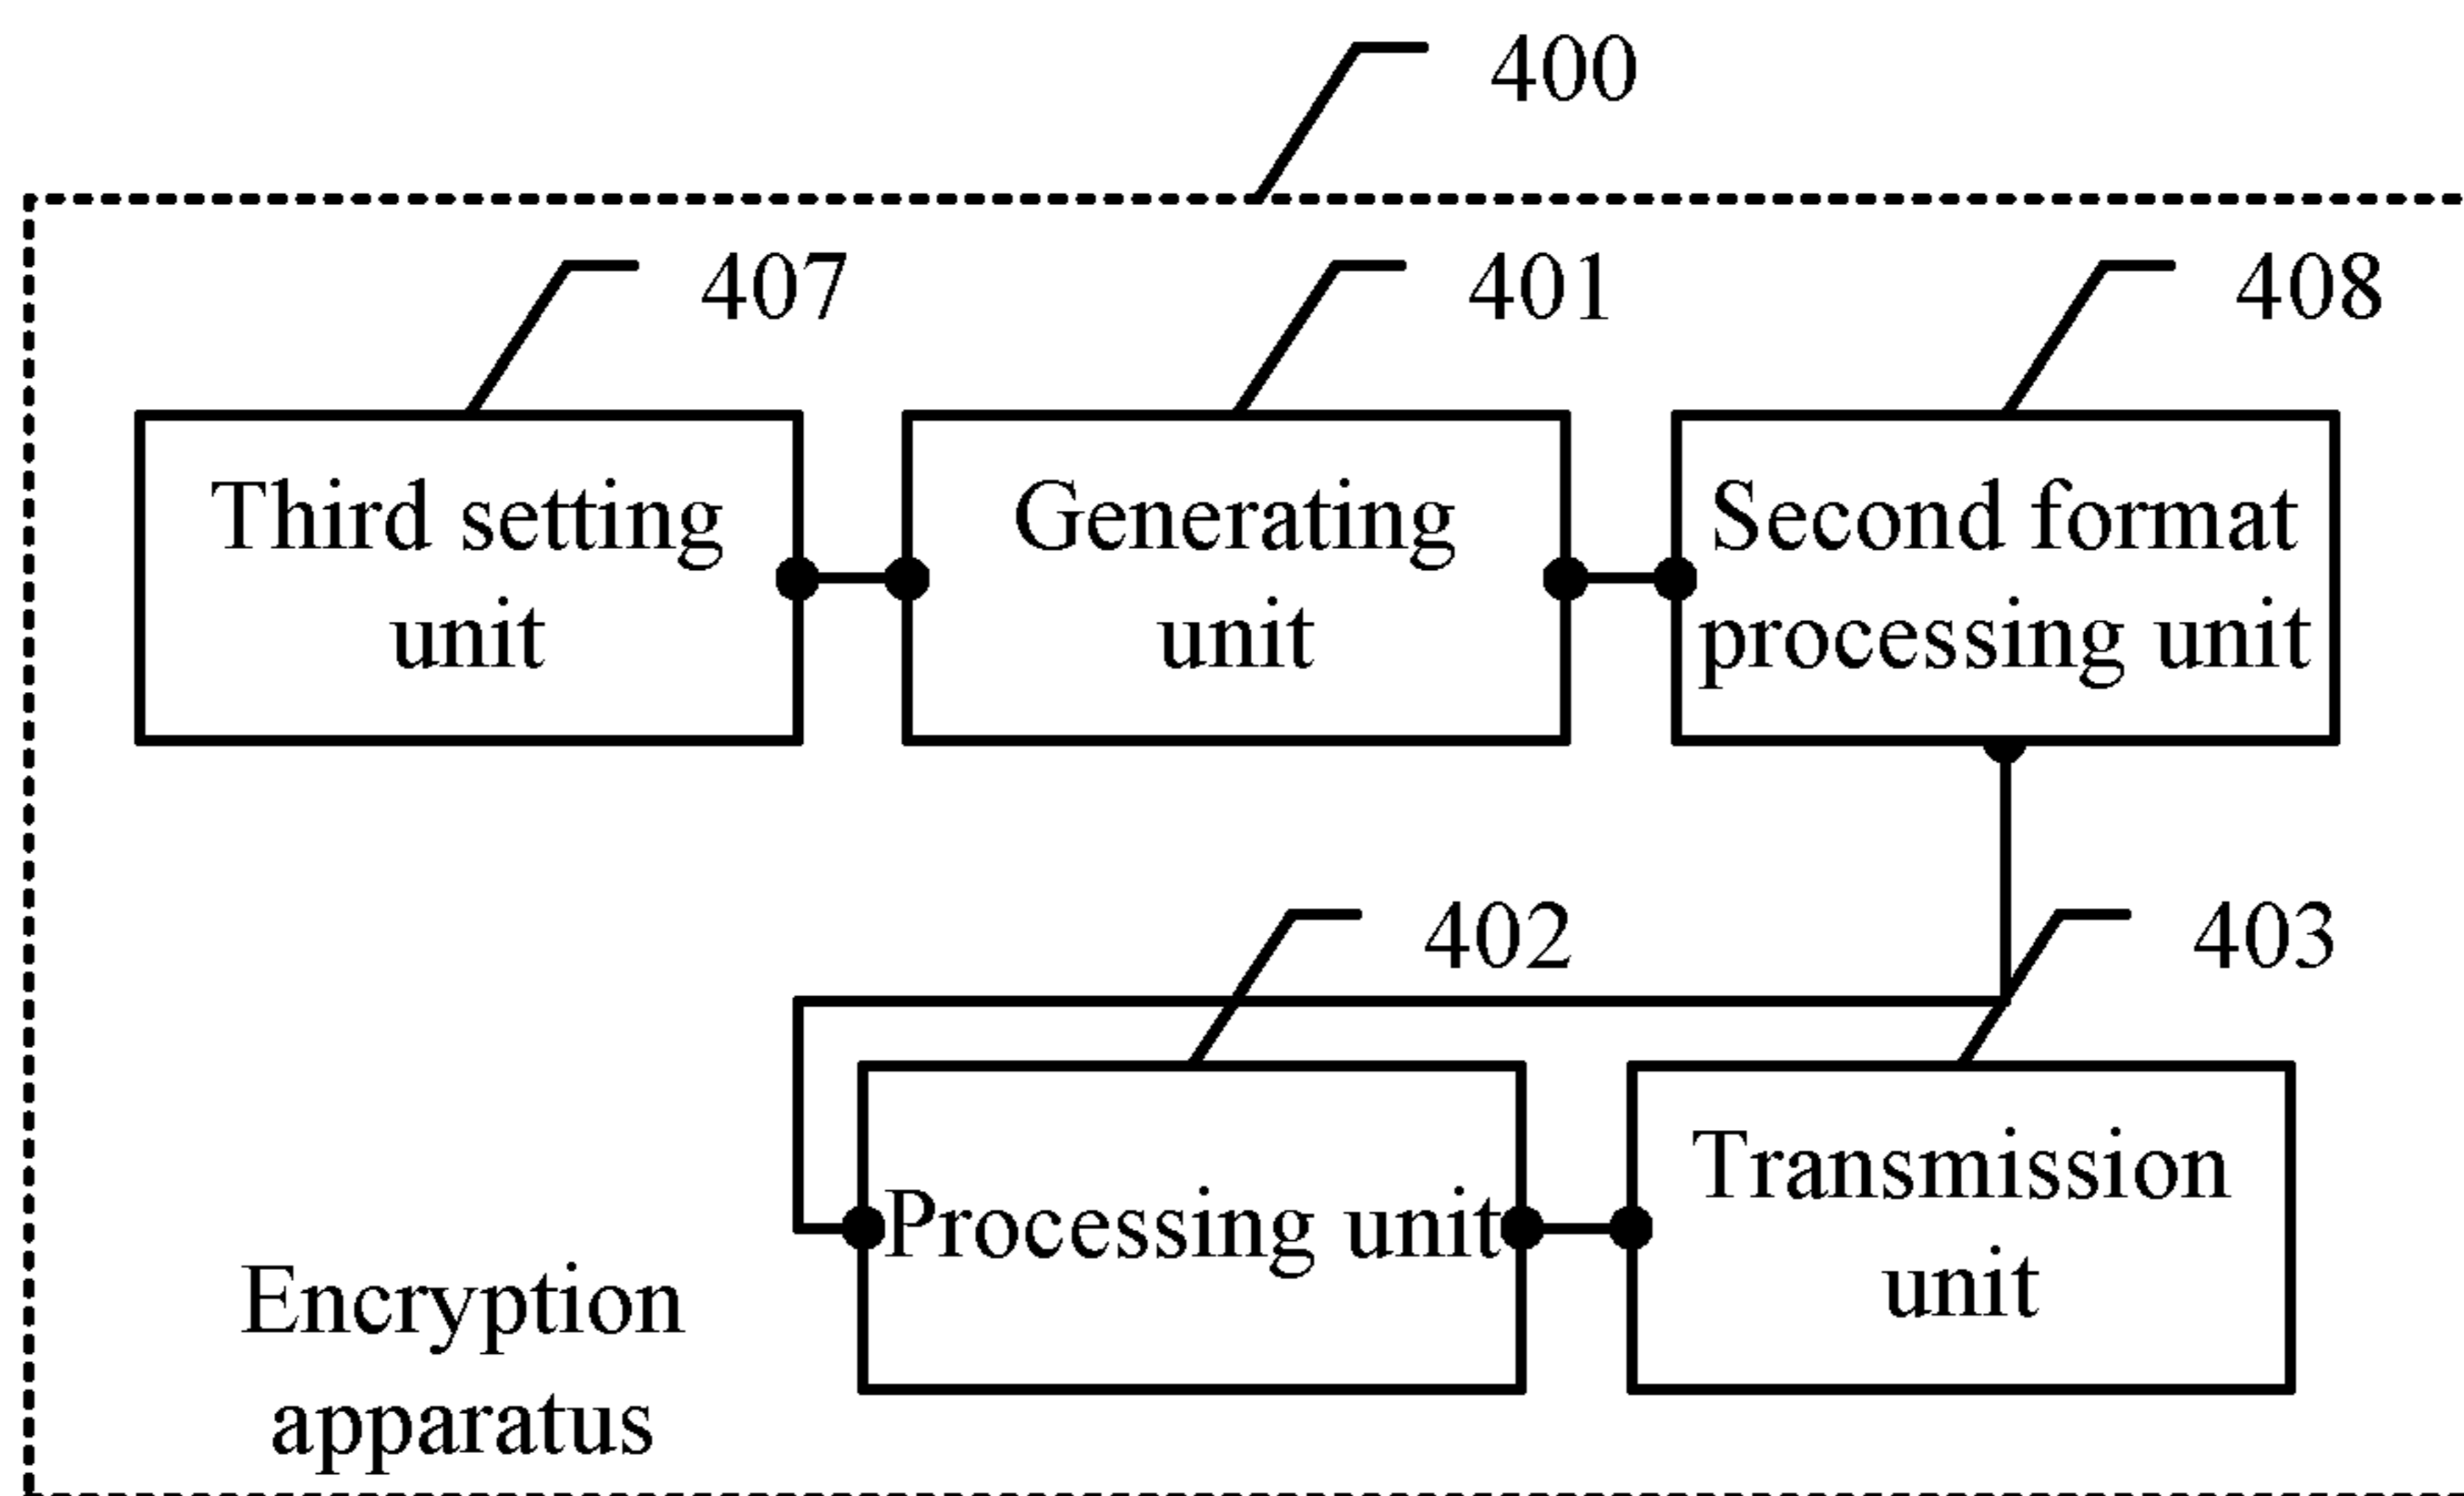 400
407
401
408
Third setting
unit
Generating
unit
Second format
processing unit
402
403
Processing unit
Transmission
unit
Encryption
apparatus